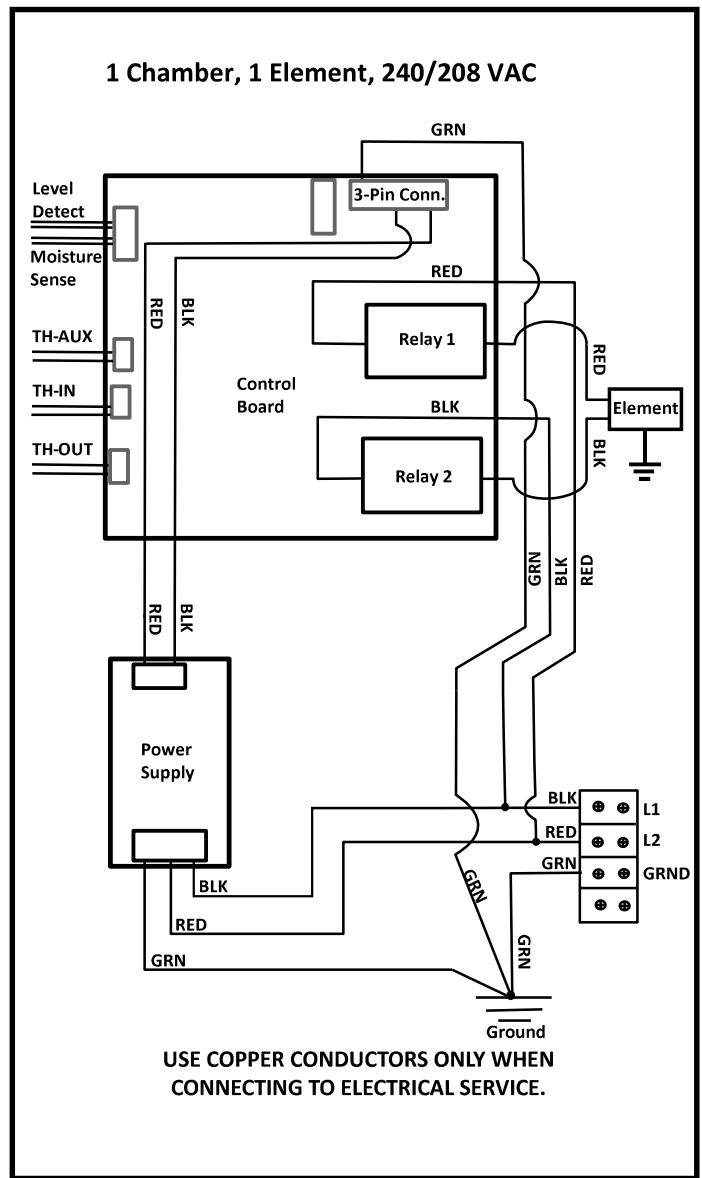 1 Chamber, 1 Element, 240/208 VAC
GRN
Level
Detect
3-Pin Conn.
Moisture
Sense
RED
RED
BLK
TH-AUX
Relay 1
RED
TH-IN
Control
Board
BLK
Element
TH-OUT
Relay 2
BLK
GRN
BLK
RED
RED
BLK
Power
Supply
BLK
L1
RED
L2
GRN
GRND
BLK
GRN
RED
GRN
GRN
Ground
USE COPPER CONDUCTORS ONLY WHEN
CONNECTING TO ELECTRICAL SERVICE.